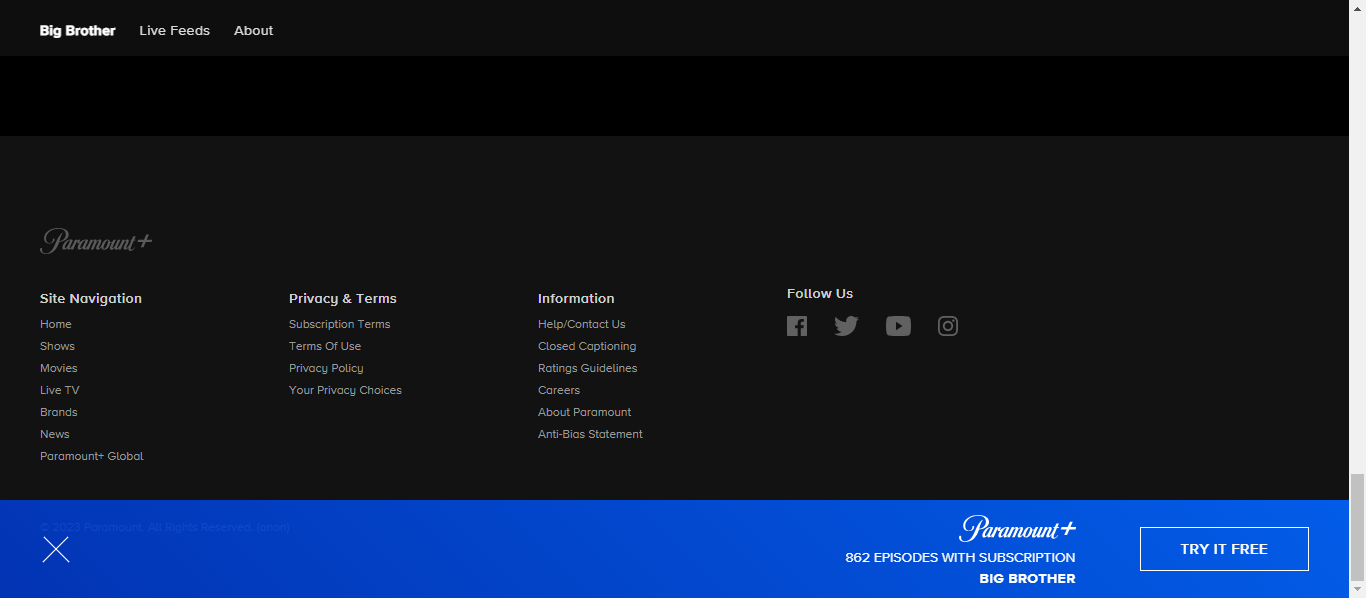 Big Brother Live Feeds About
Paramount+
Site Navigation
Home
Shows
Movies
Live TV
Brands
News
Paramount+ Global
Privacy & Terms
Subscription Terms
Terms Of Use
Privacy Policy
Your Privacy Choices
Information
Help/Contact Us
Closed Captioning
Ratings Guidelines
Careers
About Paramount
Anti-Bias Statement
Follow Us
© 2023 Paramount. All Rights Reserved. (anon)
Paramount+
862 EPISODES WITH SUBSCRIPTION
BIG BROTHER
TRY IT FREE